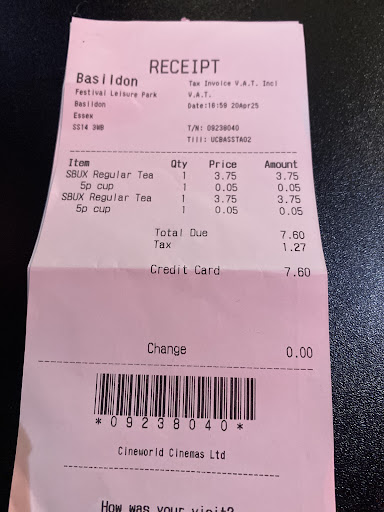 RECEIPT
Basildon
Festival Leisure Park
Basildon
Essex
SS14 3WB
Tax Invoice V.A.T. Incl
V.A.T.
Date:16:59 20Apr25
T/N: 09238040
Till: UCBASSTA02
Item Qty Price Amount
SBUX Regular Tea 1 3.75 3.75
5p cup 1 0.05 0.05
SBUX Regular Tea 1 3.75 3.75
5p cup 1 0.05 0.05
Total Due 7.60
Tax 1.27
Credit Card 7.60
Change 0.00
*09238040*
Cineworld Cinemas Ltd
How was your visit?